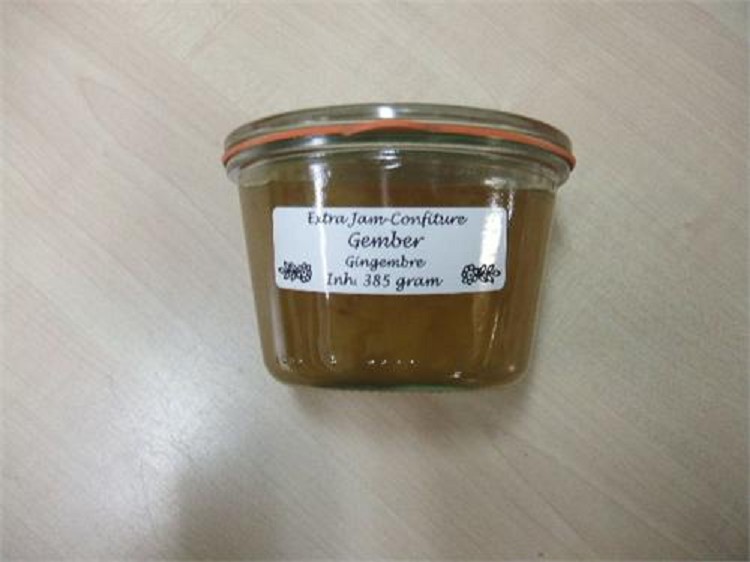 Extra Jam-Confiture
Gember
Gingembre
Inh: 385 gram